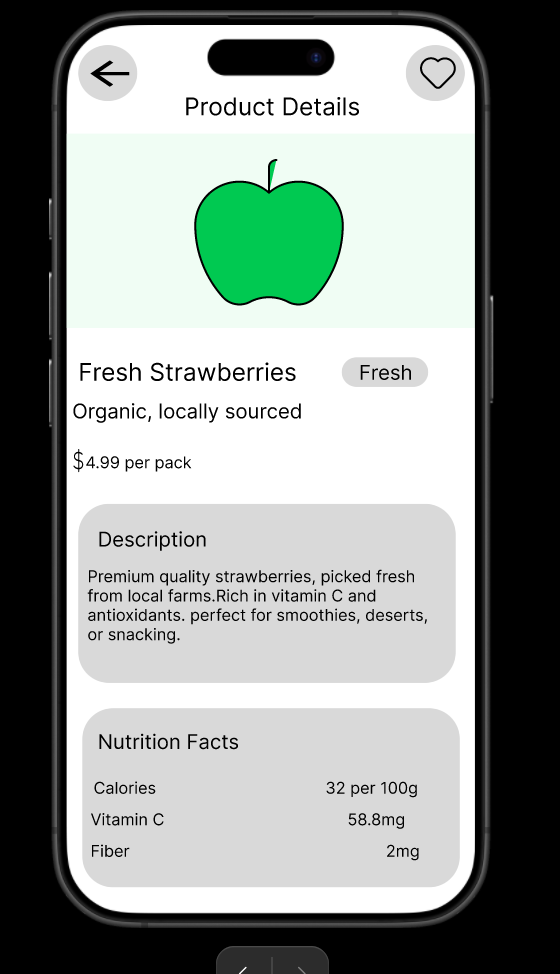 Product Details
Fresh Strawberries
Fresh
Organic, locally sourced
$4.99 per pack
Description
Premium quality strawberries, picked fresh
from local farms.Rich in vitamin C and
antioxidants. perfect for smoothies, deserts,
or snacking.
Nutrition Facts
Calories 32 per 100g
Vitamin C 58.8mg
Fiber 2mg